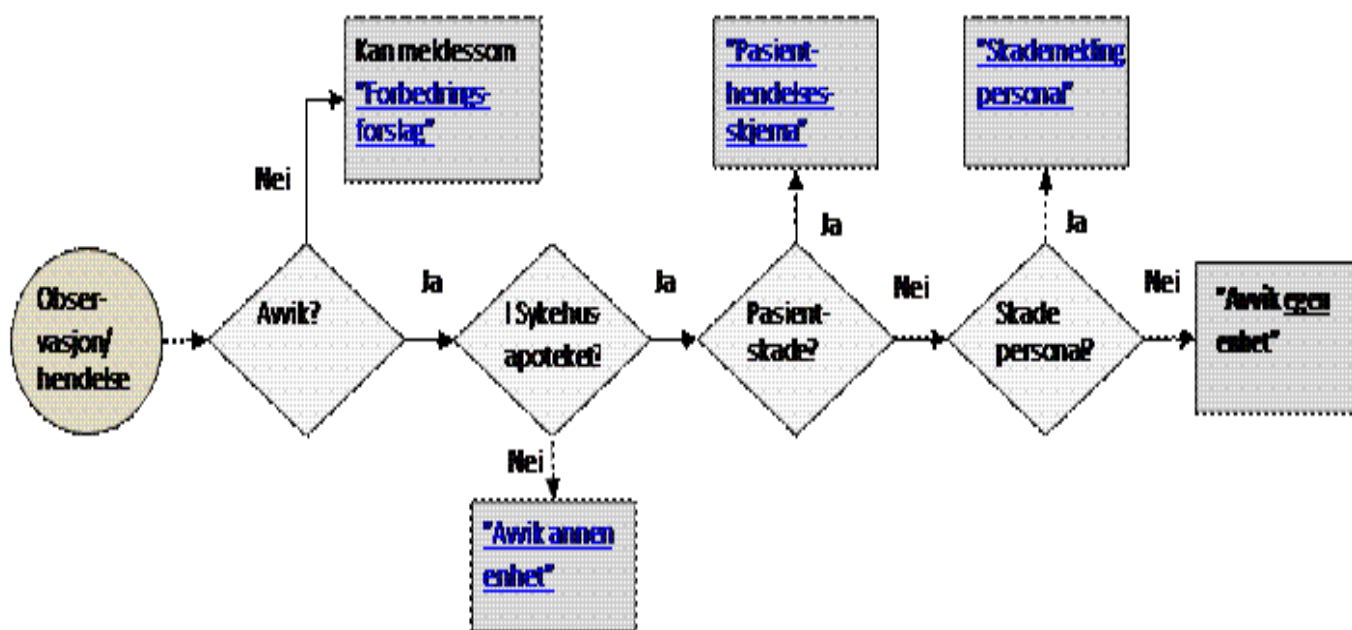 Kan meldes som
"Forbedrings-
forslag"
"Pasient-
hendelses-
skjema"
"Skademelding
personal"
Nei
Ja
Ja
Obser-
vasjon/
hendelse
Avvik?
Ja
I Sykehus-
apoteket?
Ja
Pasient-
skade?
Nei
Skade
personal?
Nei
"Avvik egen
enhet"
Nei
"Avvik annen
enhet"